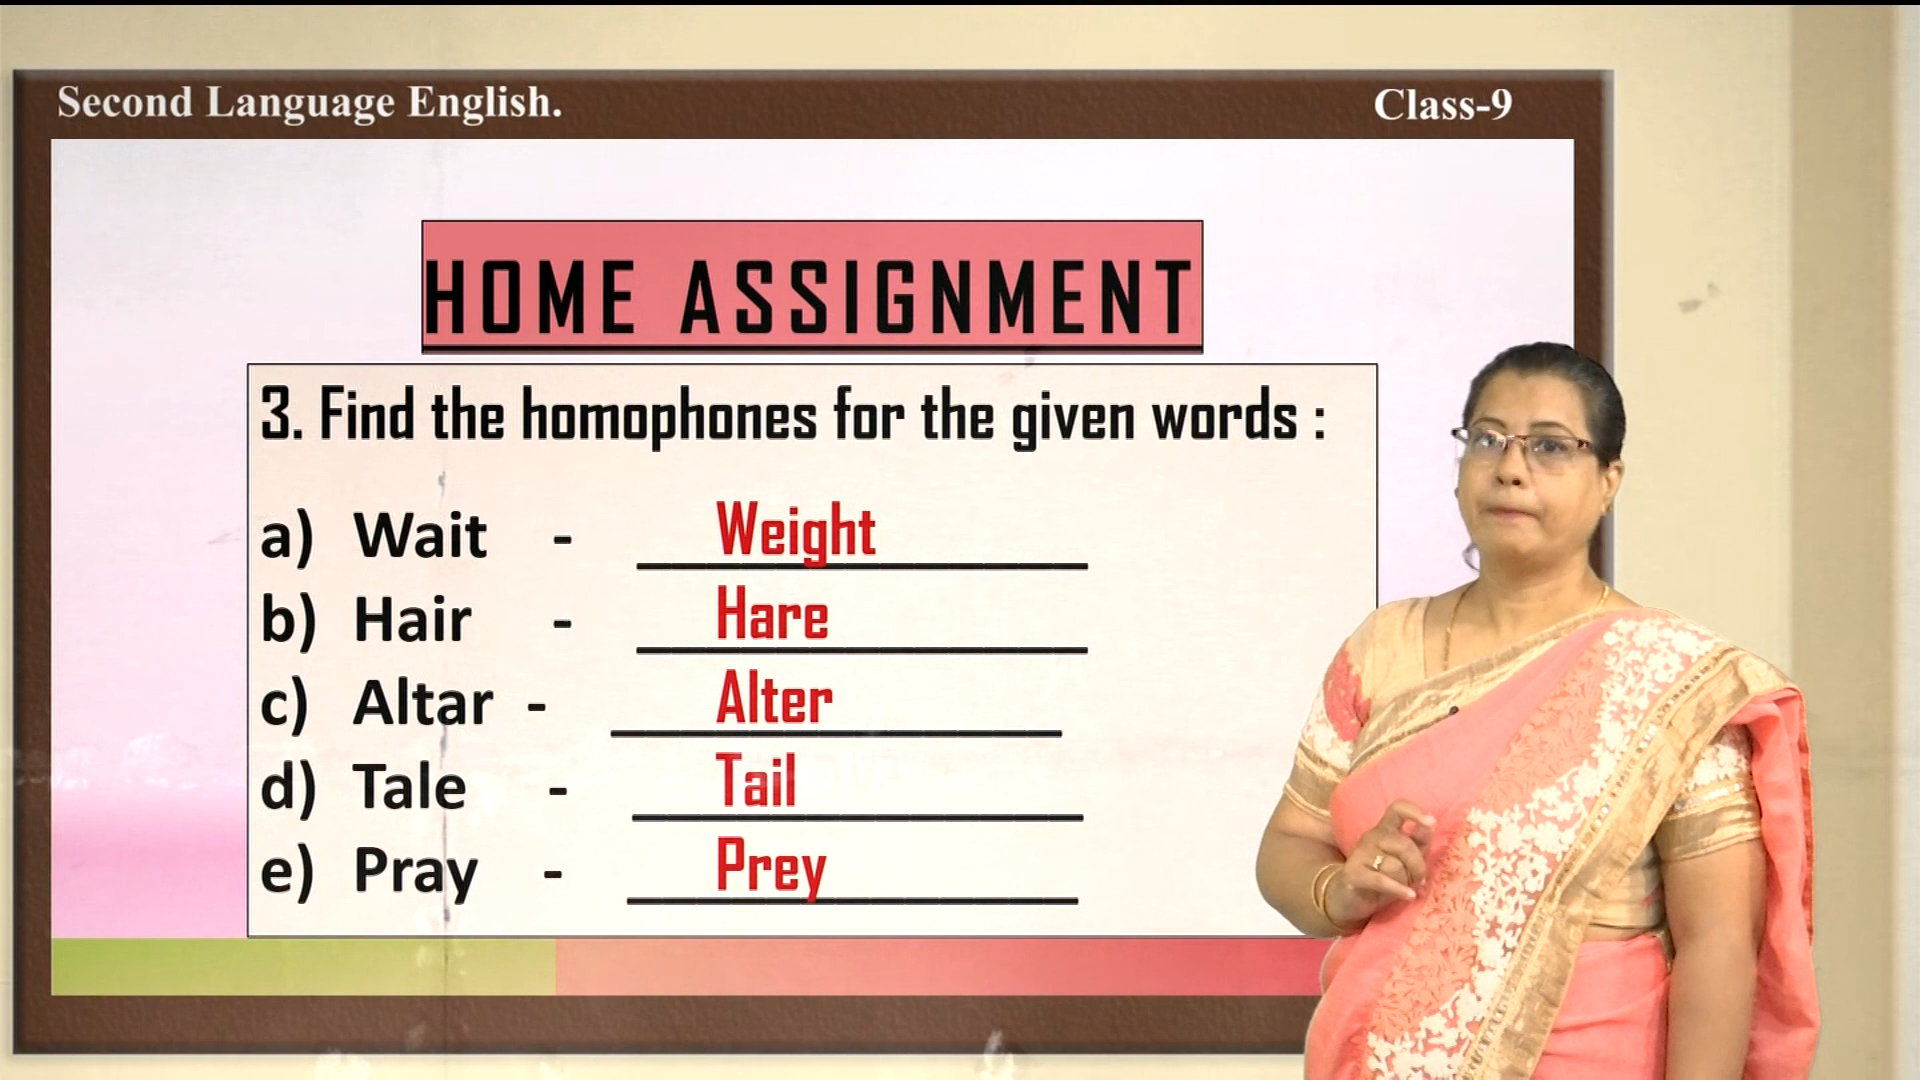 Second Language English.
Class-9
HOME ASSIGNMENT
3. Find the homophones for the given words :
a) Wait - Weight
b) Hair - Hare
c) Altar - Alter
d) Tale - Tail
e) Pray - Prey